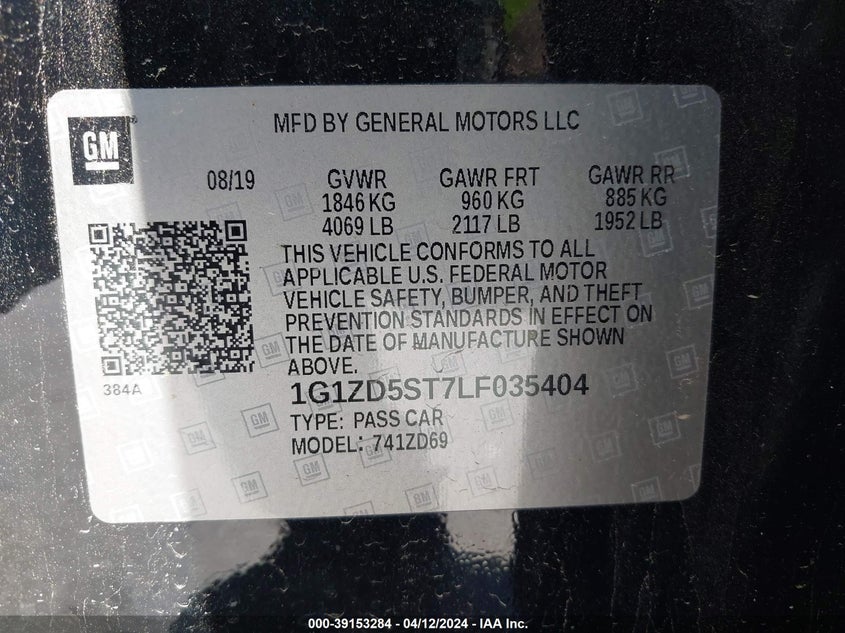 GM
MFD BY GENERAL MOTORS LLC
08/19 GVWR GAWR FRT GAWR RR
1846 KG 960 KG 885 KG
4069 LB 2117 LB 1952 LB
THIS VEHICLE CONFORMS TO ALL
APPLICABLE U.S. FEDERAL MOTOR
VEHICLE SAFETY, BUMPER, AND THEFT
PREVENTION STANDARDS IN EFFECT ON
THE DATE OF MANUFACTURE SHOWN
ABOVE.
384A
1G1ZD5ST7LF035404
TYPE: PASS CAR
MODEL: 741ZD69
000-39153284 - 04/12/2024 - IAA Inc.